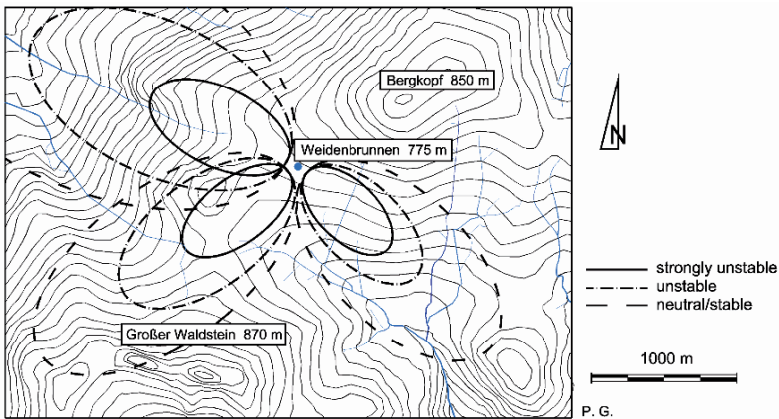 Bergkopf 850 m
Weidenbrunnen 775 m
Großer Waldstein 870 m
N
strongly unstable
unstable
neutral/stable
1000 m
P. G.